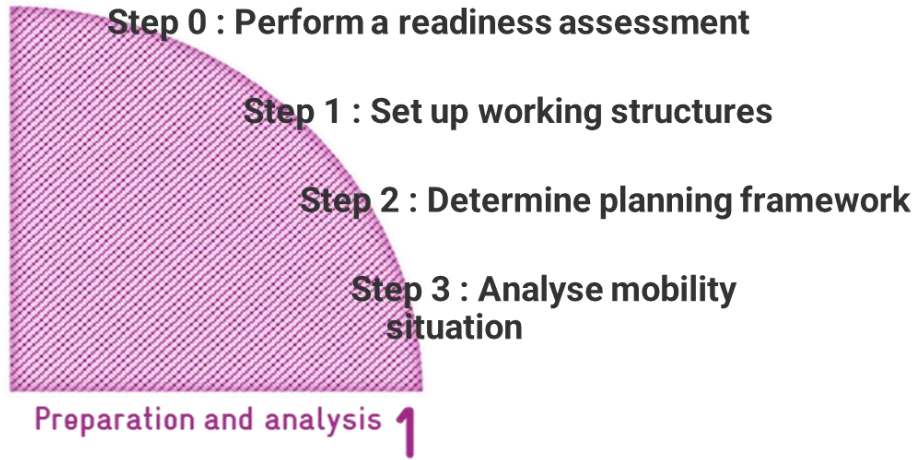 Step 0 : Perform a readiness assessment
Step 1 : Set up working structures
Step 2 : Determine planning framework
Step 3 : Analyse mobility
situation
Preparation and analysis 1